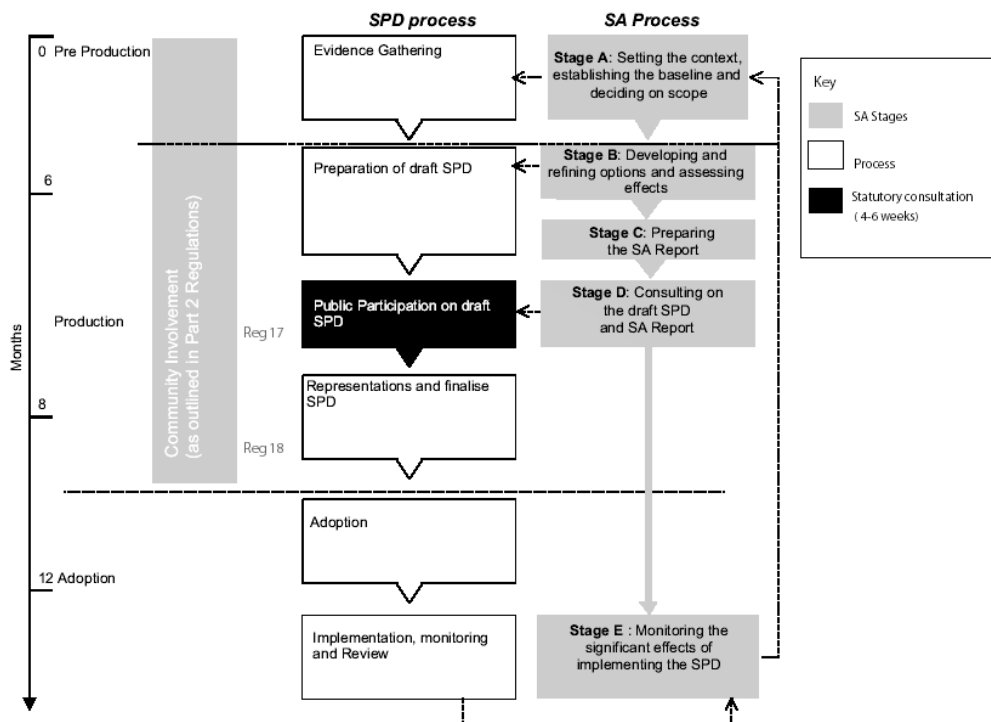 SPD process
SA Process
0 Pre Production
Evidence Gathering
Stage A: Setting the context,
establishing the baseline and
deciding on scope
Key
SA Stages
Process
Statutory consultation
( 4-6 weeks)
Preparation of draft SPD
Stage B: Developing and
refining options and assessing
effects
6
Stage C: Preparing
the SA Report
Months
Production
Community Involvement
(as outlined in Part 2 Regulations)
Reg 17
Public Participation on draft
SPD
Stage D: Consulting on
the draft SPD
and SA Report
8
Reg 18
Representations and finalise
SPD
Adoption
12 Adoption
Implementation, monitoring
and Review
Stage E : Monitoring the
significant effects of
implementing the SPD